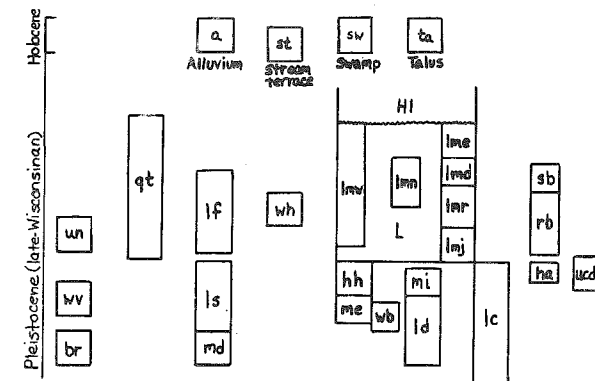 Holocene
a
st
sw
ta
Alluvium
Stream
terrace
Swamp
Talus
Pleistocene (late-Wisconsinan)
Hl
lme
lmd
lmr
lmj
lmv
lmn
L
qt
lf
wh
un
sb
rb
ha
ucd
hh
me
wb
mi
ld
lc
wv
ls
br
md